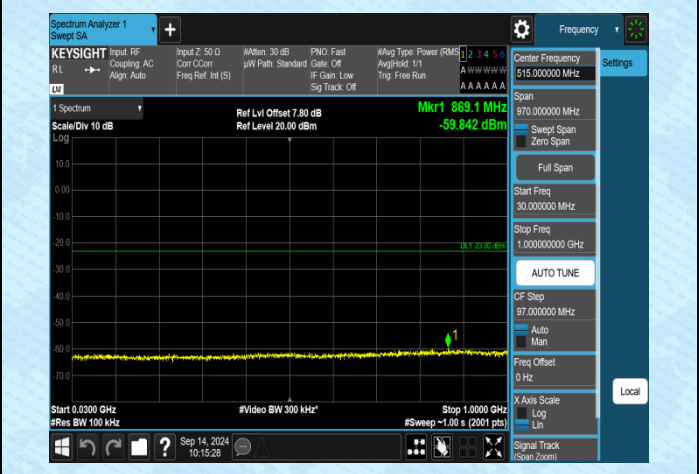 Spectrum Analyzer 1
Swept SA
Frequency
KEYSIGHT
RL
LXI
Input: RF
Coupling: AC
Align: Auto
Input Z: 50 Ω
Corr CCorr
Freq Ref: Int (S)
#Atten: 30 dB
µW Path: Standard
PNO: Fast
Gate: Off
IF Gain: Low
Sig Track: Off
#Avg Type: Power (RMS
Avg|Hold: 1/1
Trig: Free Run
1 2 3 4 5 6
A W W W W W
A A A A A A
Center Frequency
515.000000 MHz
Settings
1 Spectrum
Scale/Div 10 dB
Log
Ref Lvl Offset 7.80 dB
Ref Level 20.00 dBm
Mkr1 869.1 MHz
-59.842 dBm
Span
970.000000 MHz
Swept Span
Zero Span
Full Span
Start Freq
30.000000 MHz
Stop Freq
1.000000000 GHz
AUTO TUNE
CF Step
97.000000 MHz
Auto
Man
Freq Offset
0 Hz
X Axis Scale
Log
Lin
Signal Track
(Span Zoom)
Local
10.0
0.00
-10.0
-20.0
-30.0
-40.0
-50.0
-60.0
-70.0
DL1 -23.00 dBm
1
Start 0.0300 GHz
#Res BW 100 kHz
#Video BW 300 kHz*
Stop 1.0000 GHz
#Sweep ~1.00 s (2001 pts)
?
Sep 14, 2024
10:15:28